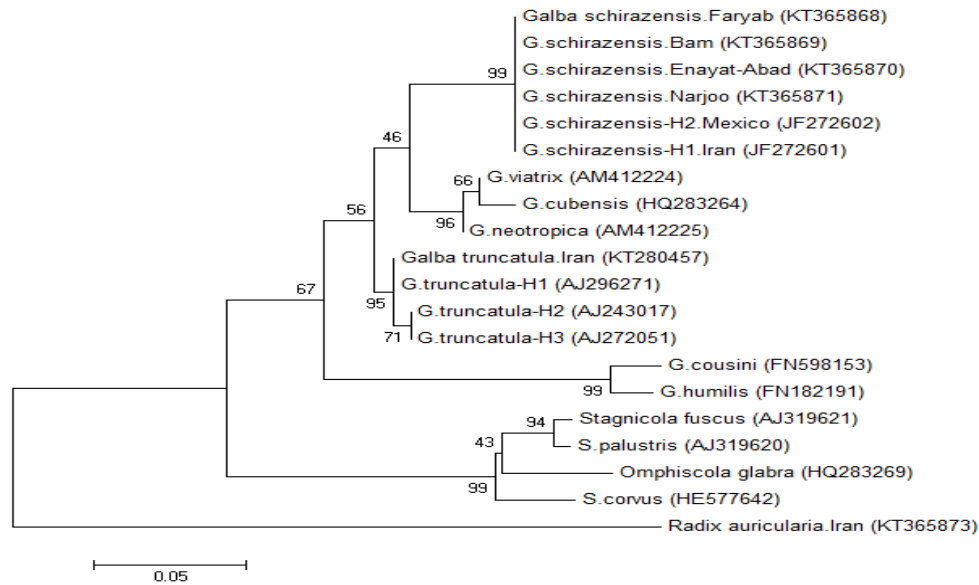 Galba schirazensis.Faryab (KT365868)
G.schirazensis.Bam (KT365869)
G.schirazensis.Enayat-Abad (KT365870)
99
G.schirazensis.Narjoo (KT365871)
G.schirazensis-H2.Mexico (JF272602)
46
G.schirazensis-H1.Iran (JF272601)
66
G.viatrix (AM412224)
G.cubensis (HQ283264)
56
96
G.neotropica (AM412225)
Galba truncatula.Iran (KT280457)
67
G.truncatula-H1 (AJ296271)
95
G.truncatula-H2 (AJ243017)
71
G.truncatula-H3 (AJ272051)
G.cousini (FN598153)
99
G.humilis (FN182191)
94
Stagnicola fuscus (AJ319621)
43
S.palustris (AJ319620)
Omphiscola glabra (HQ283269)
99
S.corvus (HE577642)
Radix auricularia.Iran (KT365873)
0.05